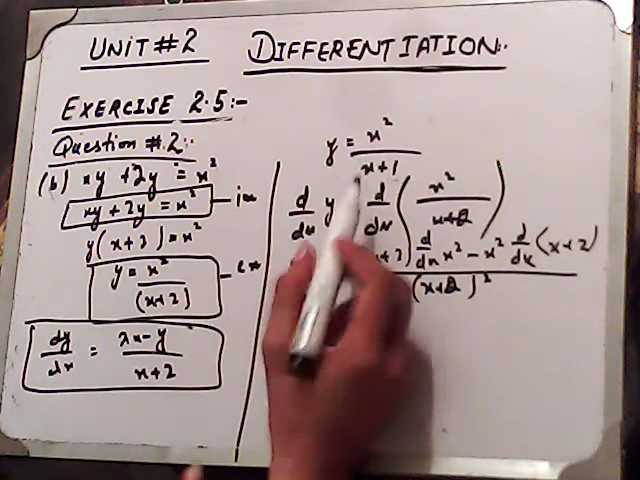 UNIT #2 DIFFERENTIATION:.
EXERCISE 2.5:-
Question #.2:.
(b) xy + 2y = x²
xy + 2y = x² — im
y(x+2) = x²
y = x²/(x+2) — ex
dy/dx = 2x-y/x+2
y = x²/x+1
d/dx y d/dx (x²/x+2)
+2) d/dx x² - x² d/dx (x+2)
(x+2)²